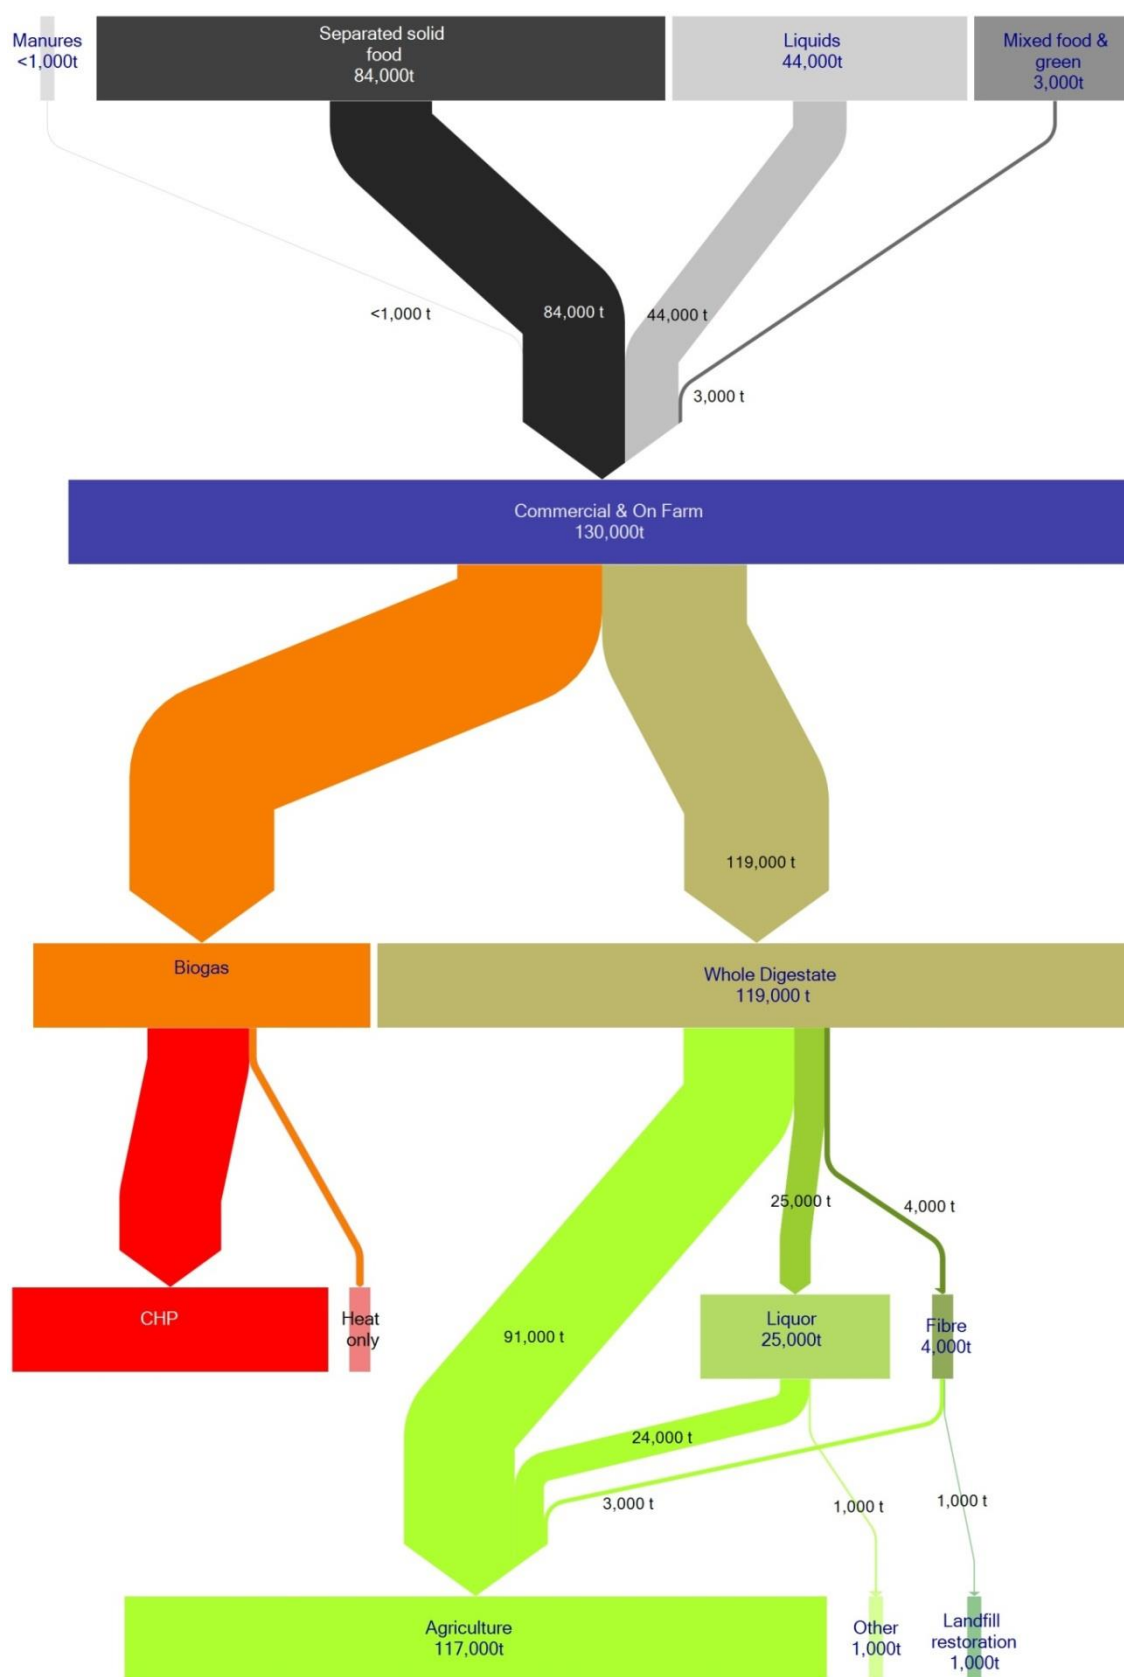 Manures
<1,000t
Separated solid
food
84,000t
Liquids
44,000t
Mixed food &
green
3,000t
<1,000 t
84,000 t
44,000 t
3,000 t
Commercial & On Farm
130,000t
119,000 t
Biogas
Whole Digestate
119,000 t
25,000 t
4,000 t
CHP
Heat
only
91,000 t
Liquor
25,000t
Fibre
4,000t
24,000 t
3,000 t
1,000 t
1,000 t
Agriculture
117,000t
Other
1,000t
Landfill
restoration
1,000t